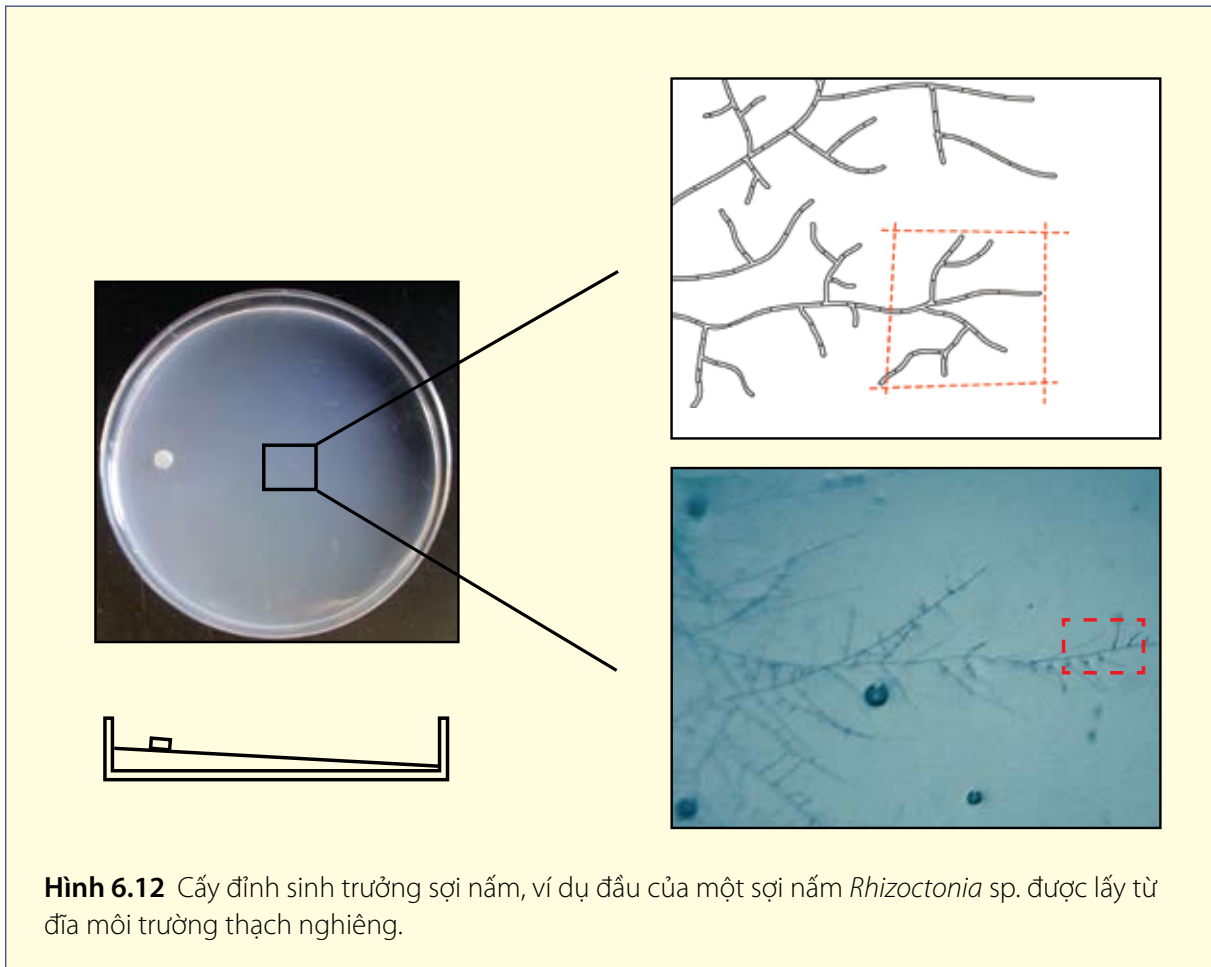 Hình 6.12 Cấy đỉnh sinh trưởng sợi nấm, ví dụ đầu của một sợi nấm Rhizoctonia sp. được lấy từ
đĩa môi trường thạch nghiêng.